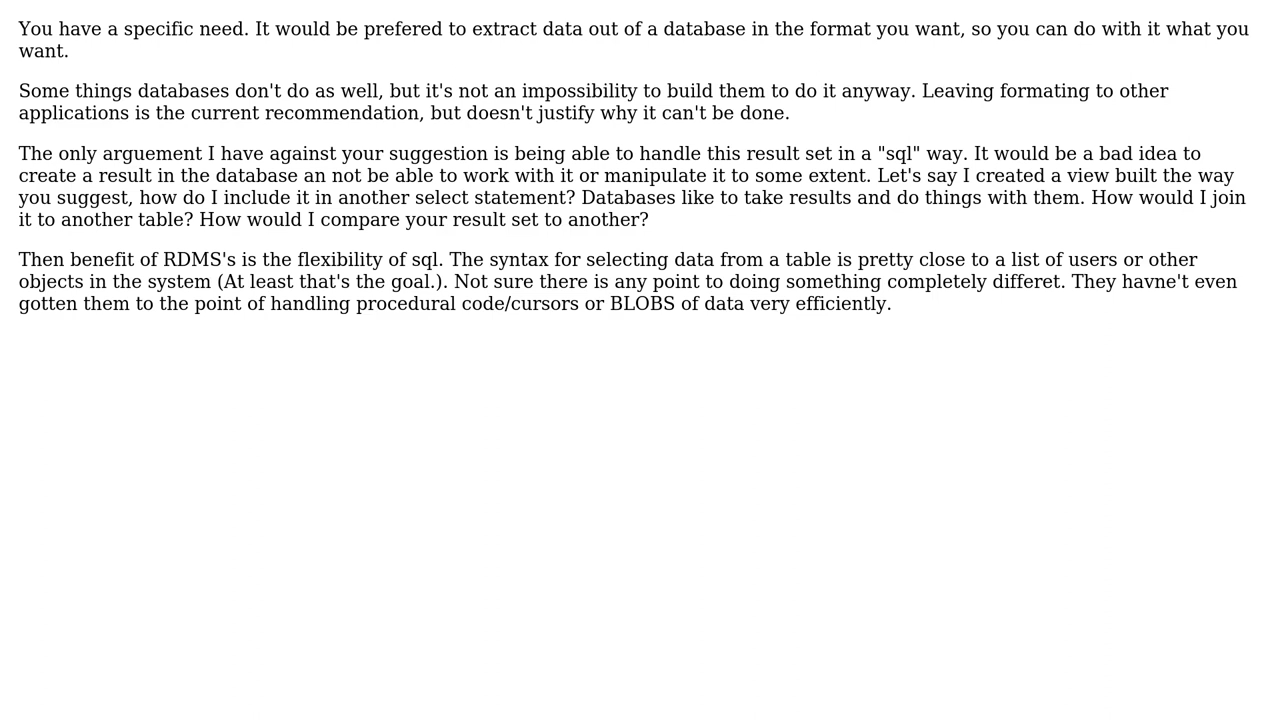 You have a specific need. It would be prefered to extract data out of a database in the format you want, so you can do with it what you
want.
Some things databases don't do as well, but it's not an impossibility to build them to do it anyway. Leaving formating to other
applications is the current recommendation, but doesn't justify why it can't be done.
The only arguement I have against your suggestion is being able to handle this result set in a "sql" way. It would be a bad idea to
create a result in the database an not be able to work with it or manipulate it to some extent. Let's say I created a view built the way
you suggest, how do I include it in another select statement? Databases like to take results and do things with them. How would I join
it to another table? How would I compare your result set to another?
Then benefit of RDMS's is the flexibility of sql. The syntax for selecting data from a table is pretty close to a list of users or other
objects in the system (At least that's the goal.). Not sure there is any point to doing something completely differet. They havne't even
gotten them to the point of handling procedural code/cursors or BLOBS of data very efficiently.